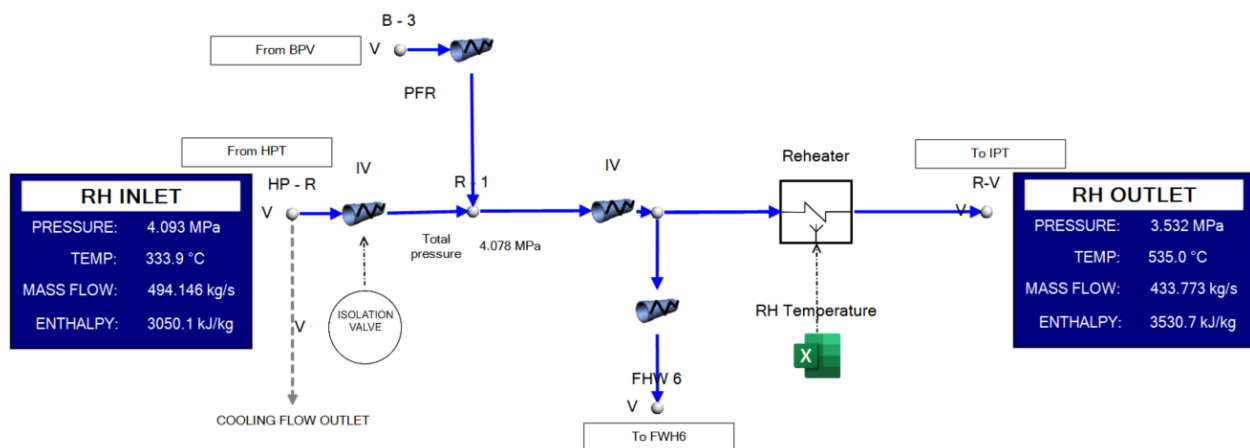 B - 3
From BPV
V
PFR
From HPT
IV
IV
Reheater
To IPT
HP - R
R - 1
R-V
RH INLET
V
V
RH OUTLET
PRESSURE: 4.093 MPa
Total
pressure
4.078 MPa
PRESSURE: 3.532 MPa
TEMP: 333.9 °C
TEMP: 535.0 °C
MASS FLOW: 494.146 kg/s
MASS FLOW: 433.773 kg/s
ENTHALPY: 3050.1 kJ/kg
V
ISOLATION
VALVE
RH Temperature
ENTHALPY: 3530.7 kJ/kg
X
FHW 6
V
COOLING FLOW OUTLET
To FWH6